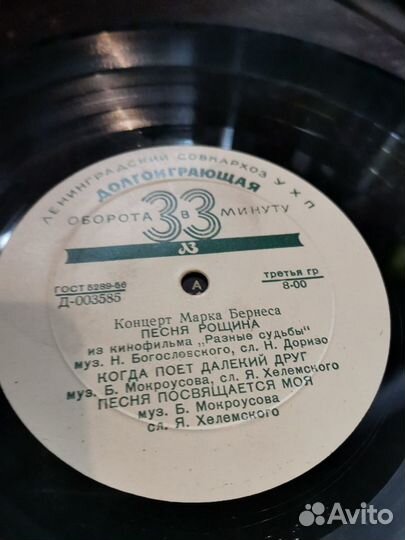 ЛЕНИНГРАДСКИЙ СОВНАРХОЗ УХП
ДОЛГОИГРАЮЩАЯ
ОБОРОТА 33 В МИНУТУ
ЛЗ
ГОСТ 5289-56
Д-003585
А
третья гр
8-00
Концерт Марка Бернеса
ПЕСНЯ РОЩИНА
из кинофильма „Разные судьбы"
муз. Н. Богословского, сл. Н. Доризо
КОГДА ПОЕТ ДАЛЕКИЙ ДРУГ
муз. Б. Мокроусова, сл. Я. Хелемского
ПЕСНЯ ПОСВЯЩАЕТСЯ МОЯ
муз. Б. Мокроусова
сл. Я. Хелемского
Avito